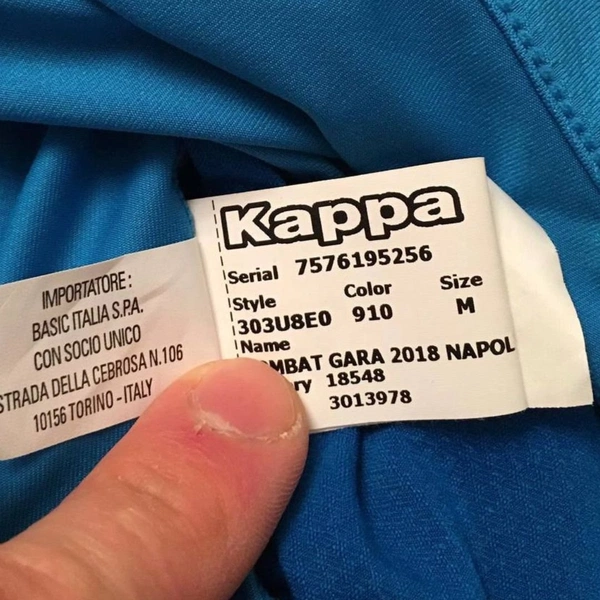 IMPORTATORE:
BASIC ITALIA S.P.A.
CON SOCIO UNICO
STRADA DELLA CEBROSA N.106
10156 TORINO - ITALY
Kappa
Serial 7576195256
Style Color Size
303U8E0 910 M
Name
MBAT GARA 2018 NAPOL
ry 18548
3013978